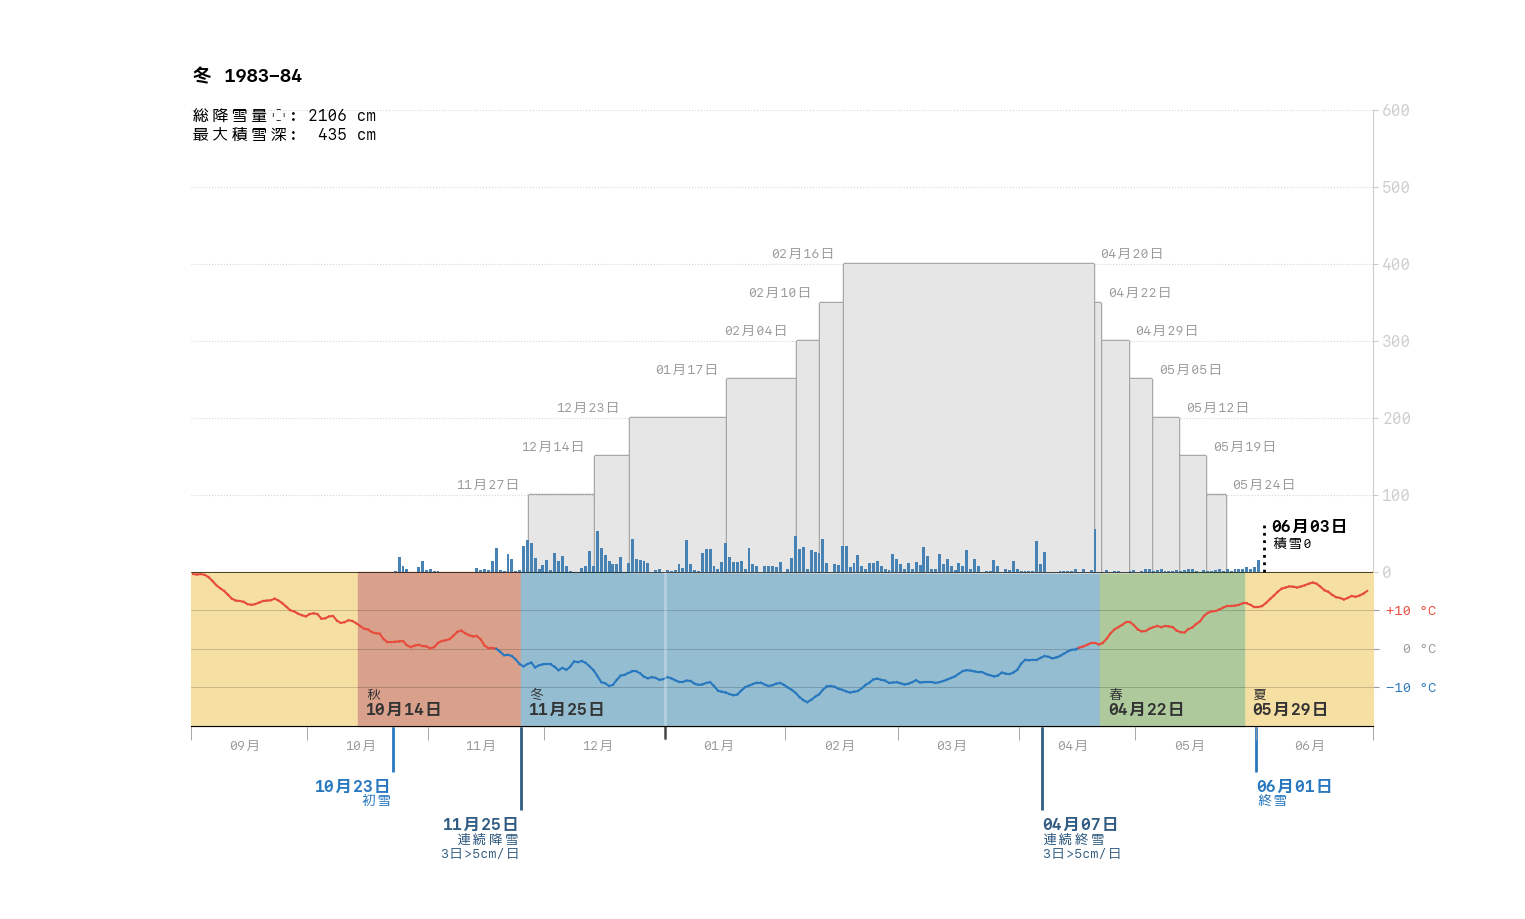 冬 1983–84
総降雪量◌: 2106 cm
最大積雪深: 435 cm
600
500
400
300
200
100
0
02月16日
04月20日
02月10日
04月22日
02月04日
04月29日
01月17日
05月05日
12月23日
05月12日
12月14日
05月19日
11月27日
05月24日
06月03日
積雪0
+10 °C
0 °C
−10 °C
秋
10月14日
冬
11月25日
春
04月22日
夏
05月29日
09月
10月
11月
12月
01月
02月
03月
04月
05月
06月
10月23日
初雪
06月01日
終雪
11月25日
連続降雪
3日>5cm/日
04月07日
連続終雪
3日>5cm/日